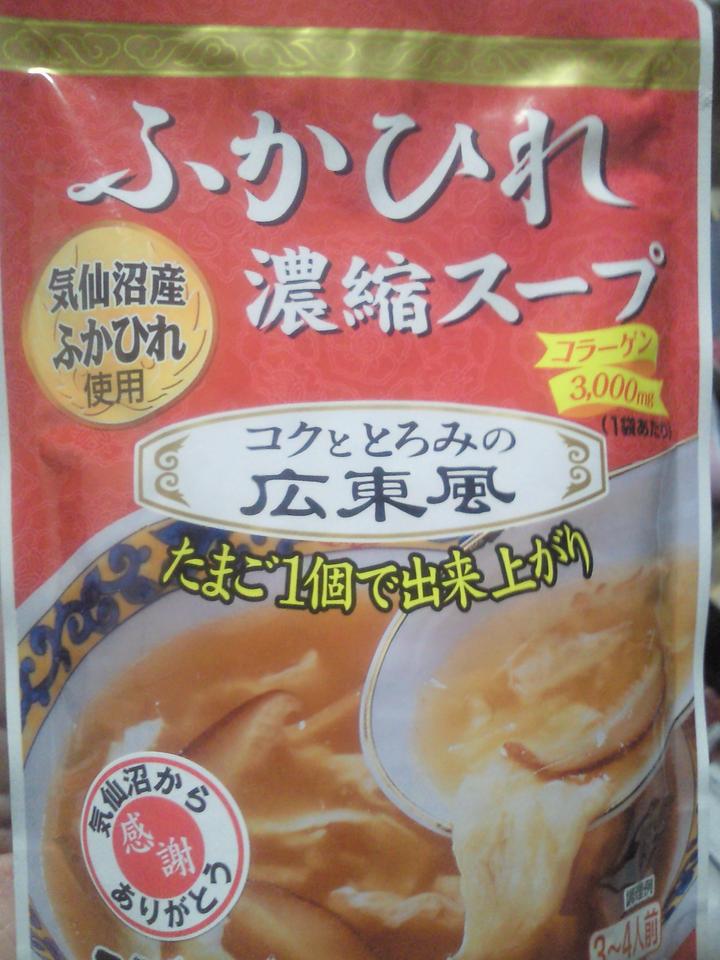 ふかひれ
濃縮スープ
気仙沼産
ふかひれ
使用
コラーゲン
3,000mg
(1袋あたり)
コクととろみの
広東風
たまご1個で出来上がり
気仙沼から
感謝
ありがとう
調理例
3〜4人前